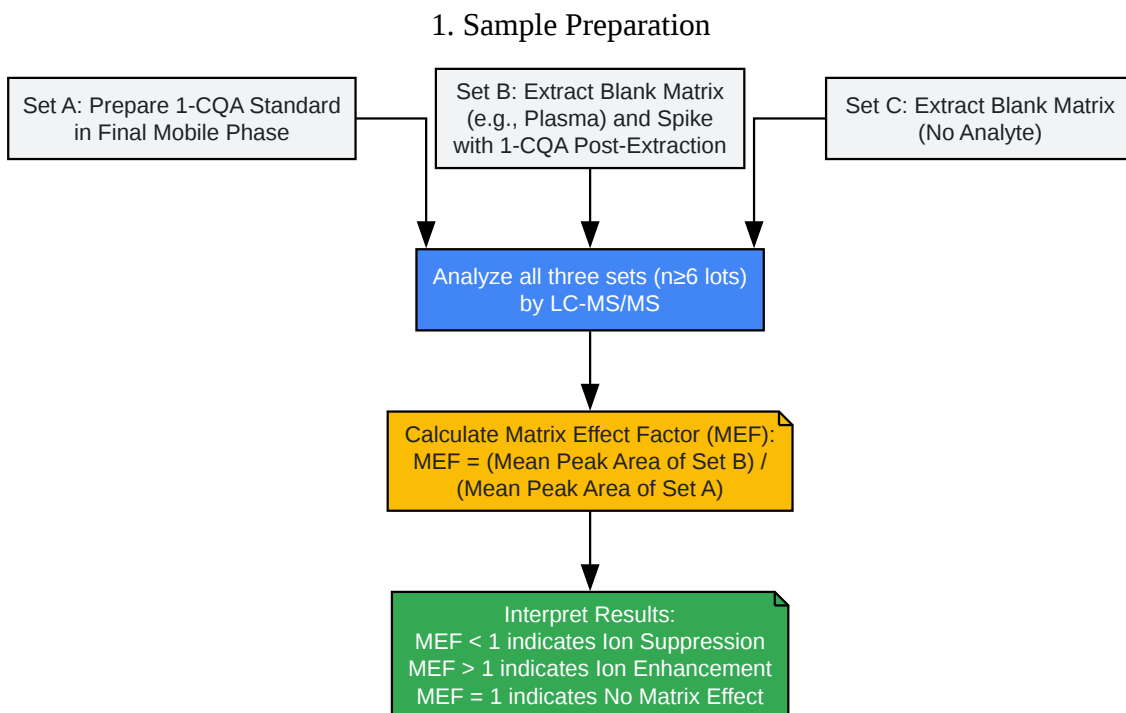 1. Sample Preparation
Set A: Prepare 1-CQA Standard
in Final Mobile Phase
Set B: Extract Blank Matrix
(e.g., Plasma) and Spike
with 1-CQA Post-Extraction
Set C: Extract Blank Matrix
(No Analyte)
Analyze all three sets (n≥6 lots)
by LC-MS/MS
Calculate Matrix Effect Factor (MEF):
MEF = (Mean Peak Area of Set B) /
(Mean Peak Area of Set A)
Interpret Results:
MEF < 1 indicates Ion Suppression
MEF > 1 indicates Ion Enhancement
MEF = 1 indicates No Matrix Effect